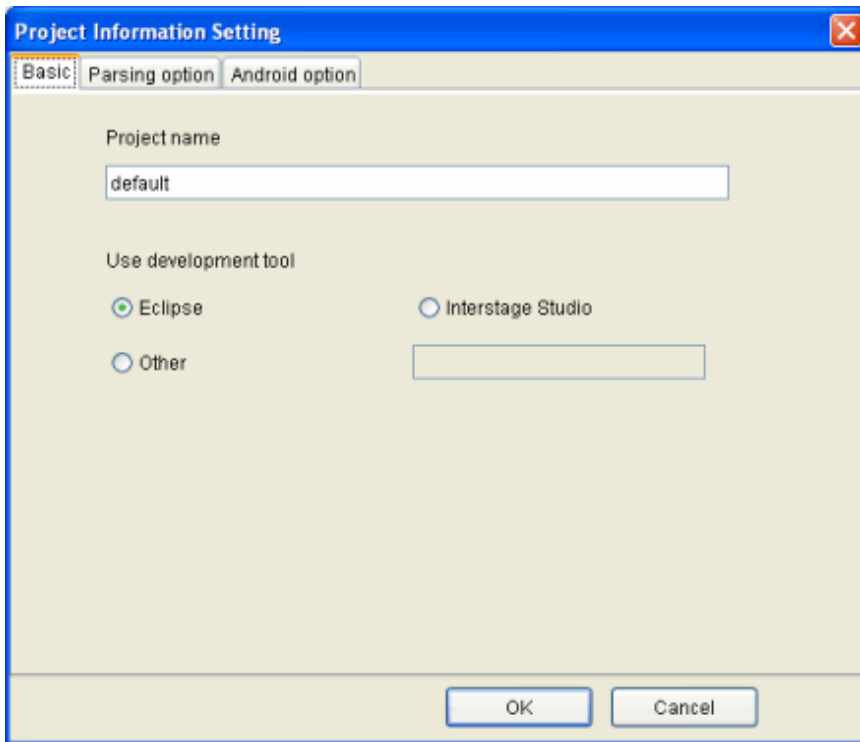 Project Information Setting
Basic Parsing option Android option
Project name
default
Use development tool
Eclipse Interstage Studio
Other
OK Cancel